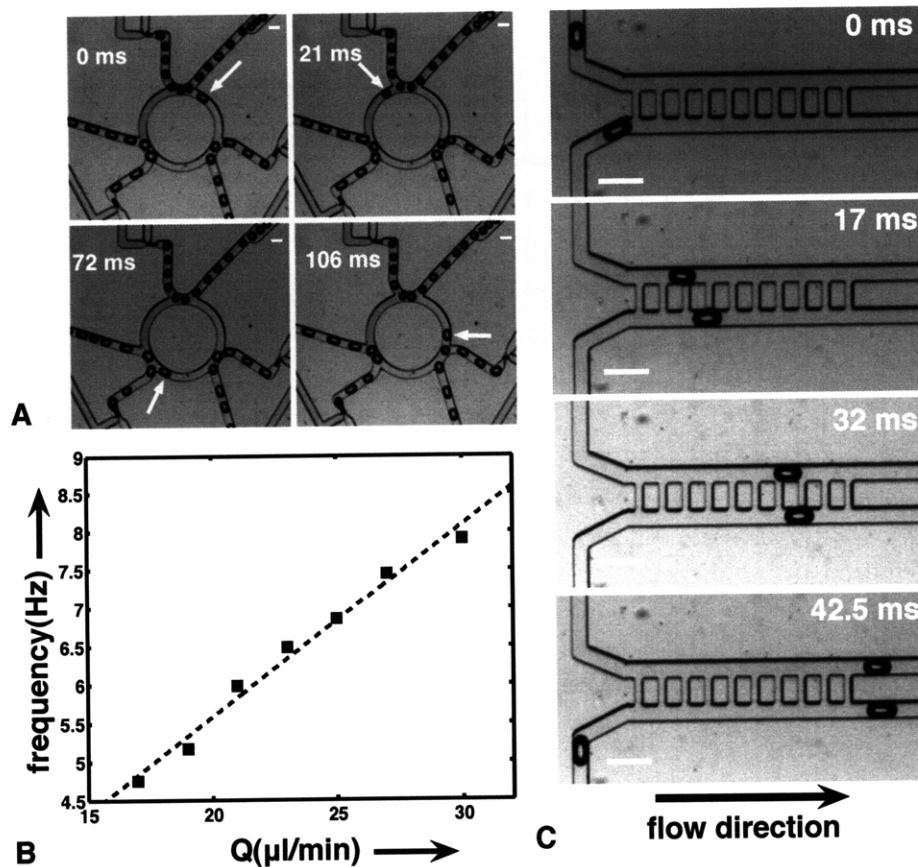 0 ms
21 ms
72 ms
106 ms
A
9
8.5
8
7.5
7
6.5
6
5.5
5
4.5
15
20
25
30
frequency(Hz)
Q(μl/min)
B
0 ms
17 ms
32 ms
42.5 ms
flow direction
C